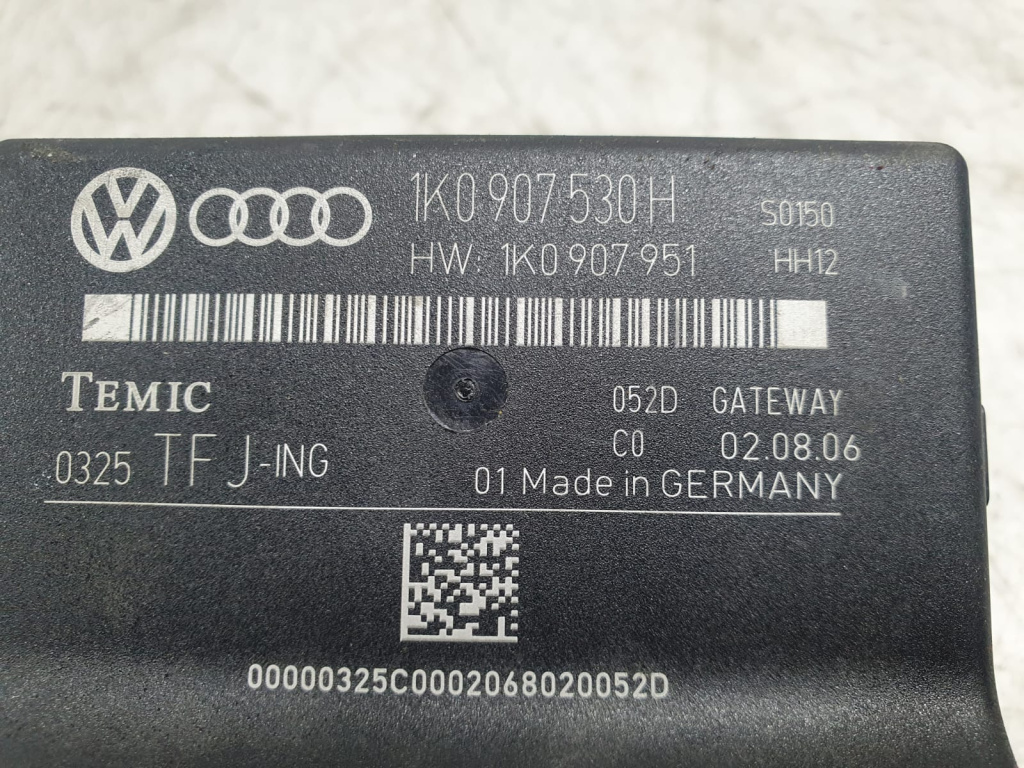 1K0 907 530 H S0150
HW: 1K0 907 951 HH12
TEMIC 052D GATEWAY
0325 TF J-ING C0 02.08.06
01 Made in GERMANY
00000325C0002068020052D